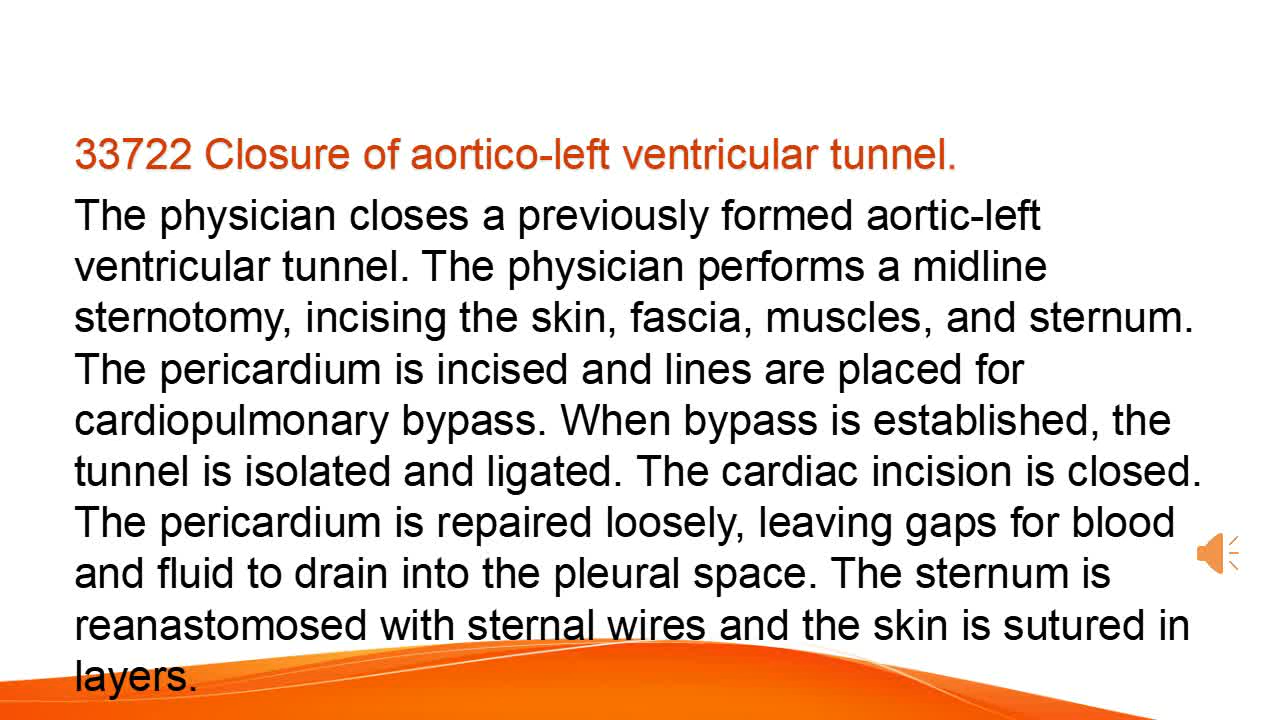 33722 Closure of aortico-left ventricular tunnel.
The physician closes a previously formed aortic-left
ventricular tunnel. The physician performs a midline
sternotomy, incising the skin, fascia, muscles, and sternum.
The pericardium is incised and lines are placed for
cardiopulmonary bypass. When bypass is established, the
tunnel is isolated and ligated. The cardiac incision is closed.
The pericardium is repaired loosely, leaving gaps for blood
and fluid to drain into the pleural space. The sternum is
reanastomosed with sternal wires and the skin is sutured in
layers.